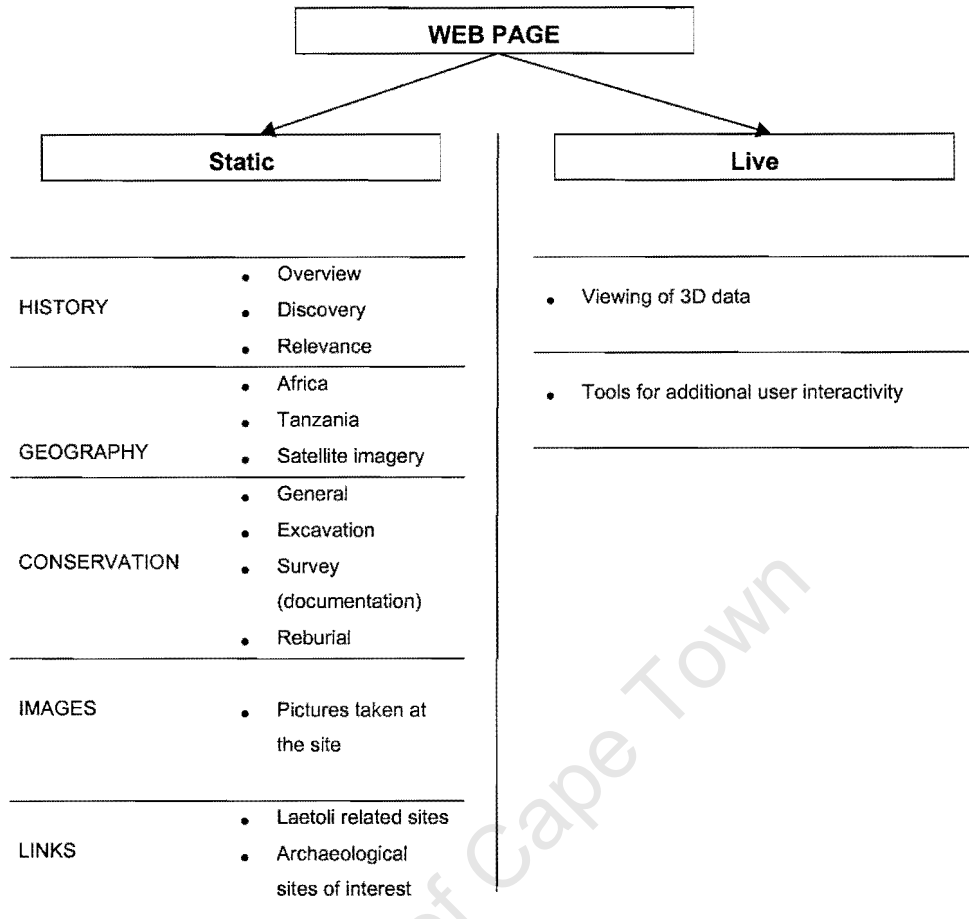 WEB PAGE
Static
HISTORY
• Overview
• Discovery
• Relevance
GEOGRAPHY
• Africa
• Tanzania
• Satellite imagery
CONSERVATION
• General
• Excavation
• Survey
(documentation)
• Reburial
IMAGES
• Pictures taken at
the site
LINKS
• Laetoli related sites
• Archaeological
sites of interest
Live
• Viewing of 3D data
• Tools for additional user interactivity
of Cape Town